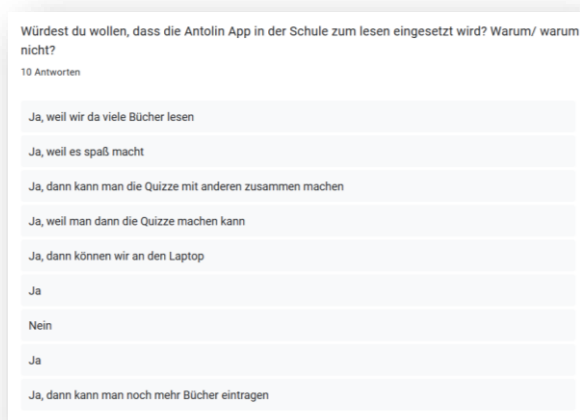 Würdest du wollen, dass die Antolin App in der Schule zum lesen eingesetzt wird? Warum/ warum
nicht?
10 Antworten
Ja, weil wir da viele Bücher lesen
Ja, weil es spaß macht
Ja, dann kann man die Quizze mit anderen zusammen machen
Ja, weil man dann die Quizze machen kann
Ja, dann können wir an den Laptop
Ja
Nein
Ja
Ja, dann kann man noch mehr Bücher eintragen